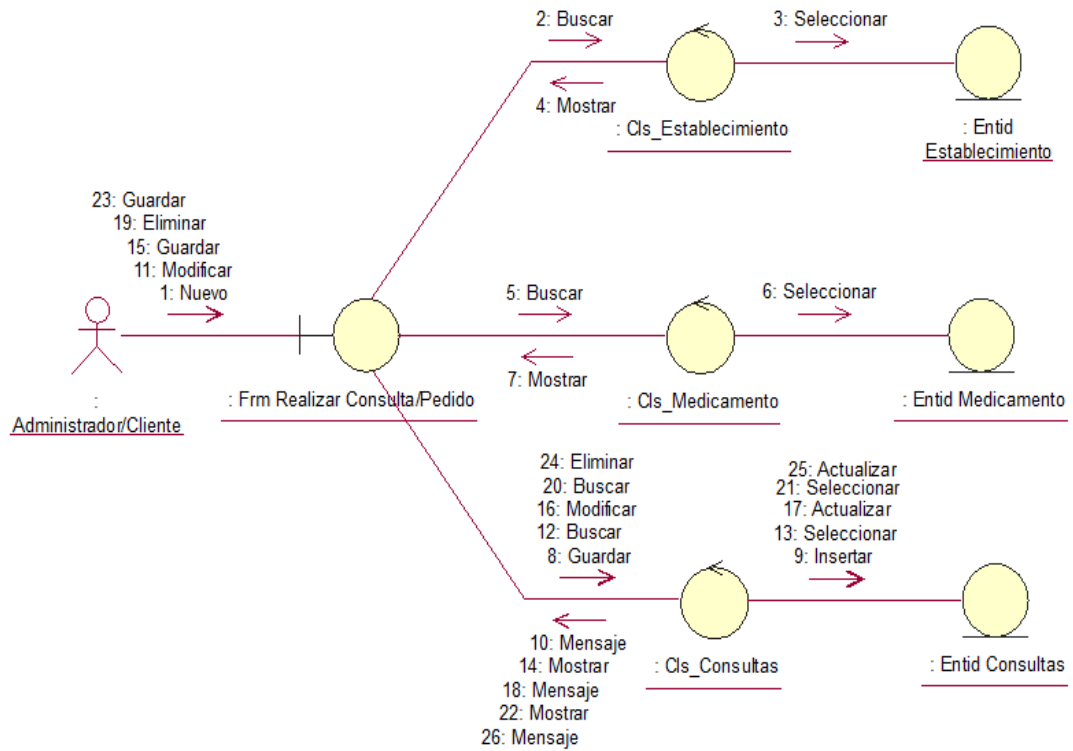 2: Buscar
3: Seleccionar
4: Mostrar
: Cls_Establecimiento
: Entid
Establecimiento
23: Guardar
19: Eliminar
15: Guardar
11: Modificar
1: Nuevo
5: Buscar
6: Seleccionar
7: Mostrar
:
Administrador/Cliente
: Frm Realizar Consulta/Pedido
: Cls_Medicamento
: Entid Medicamento
24: Eliminar
20: Buscar
16: Modificar
12: Buscar
8: Guardar
25: Actualizar
21: Seleccionar
17: Actualizar
13: Seleccionar
9: Insertar
10: Mensaje
14: Mostrar
18: Mensaje
22: Mostrar
26: Mensaje
: Cls_Consultas
: Entid Consultas